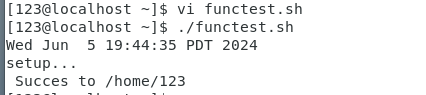 [123@localhost ~]$ vi functest.sh
[123@localhost ~]$ ./functest.sh
Wed Jun  5 19:44:35 PDT 2024
setup...
 Succes to /home/123